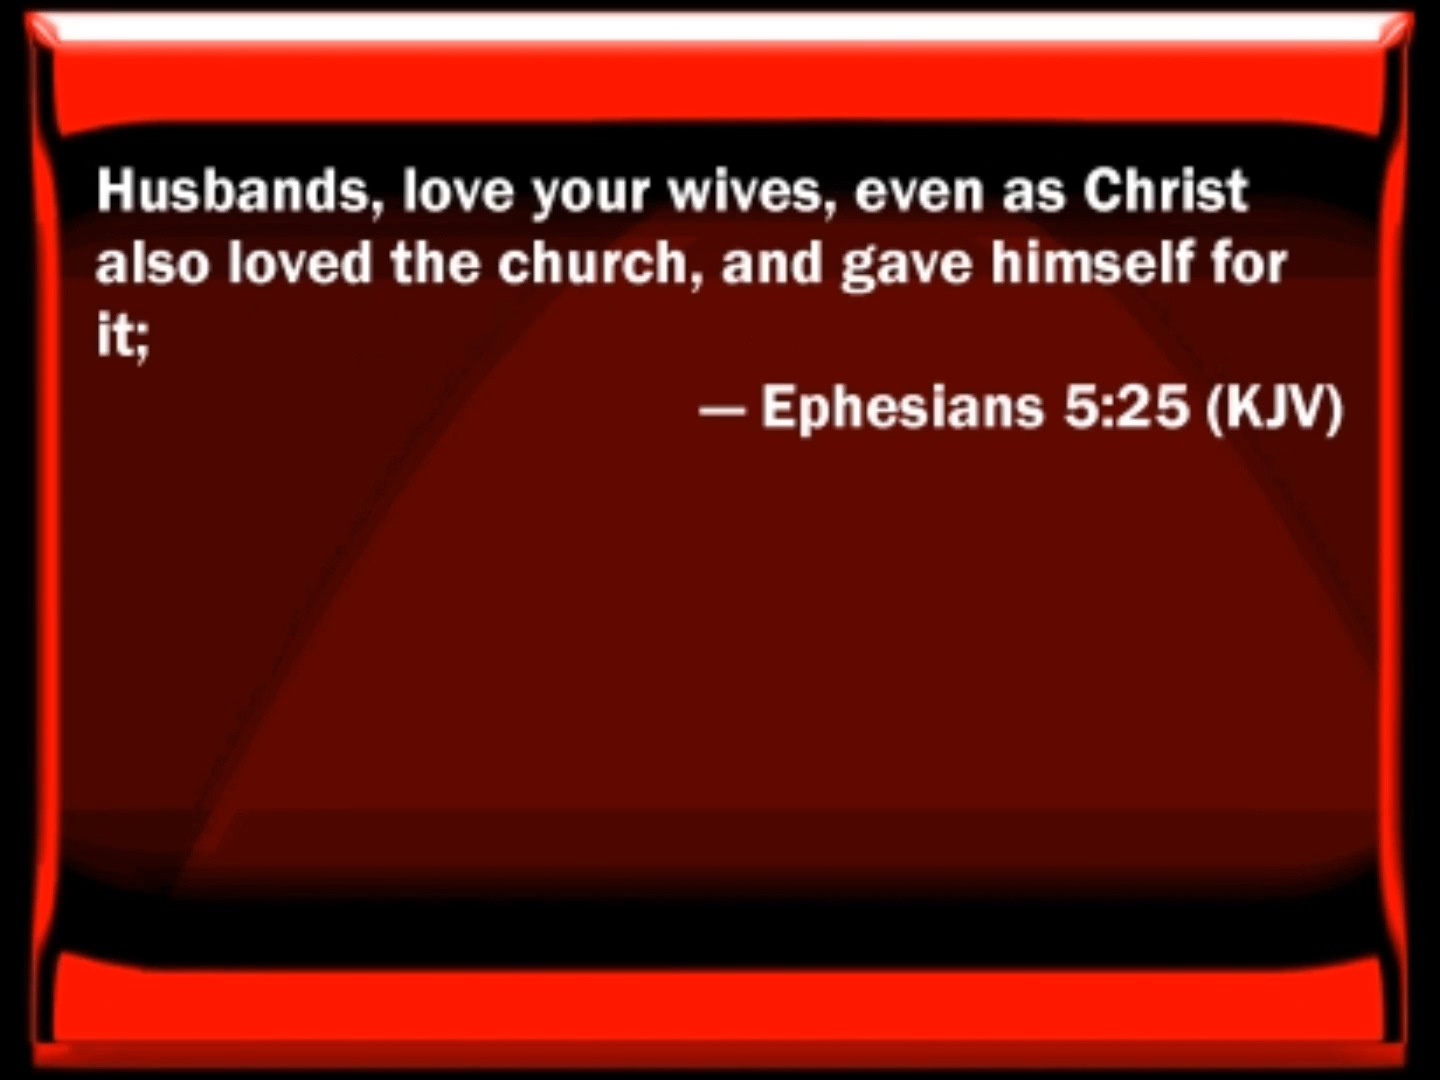 Husbands, love your wives, even as Christ
also loved the church, and gave himself for
it;
— Ephesians 5:25 (KJV)